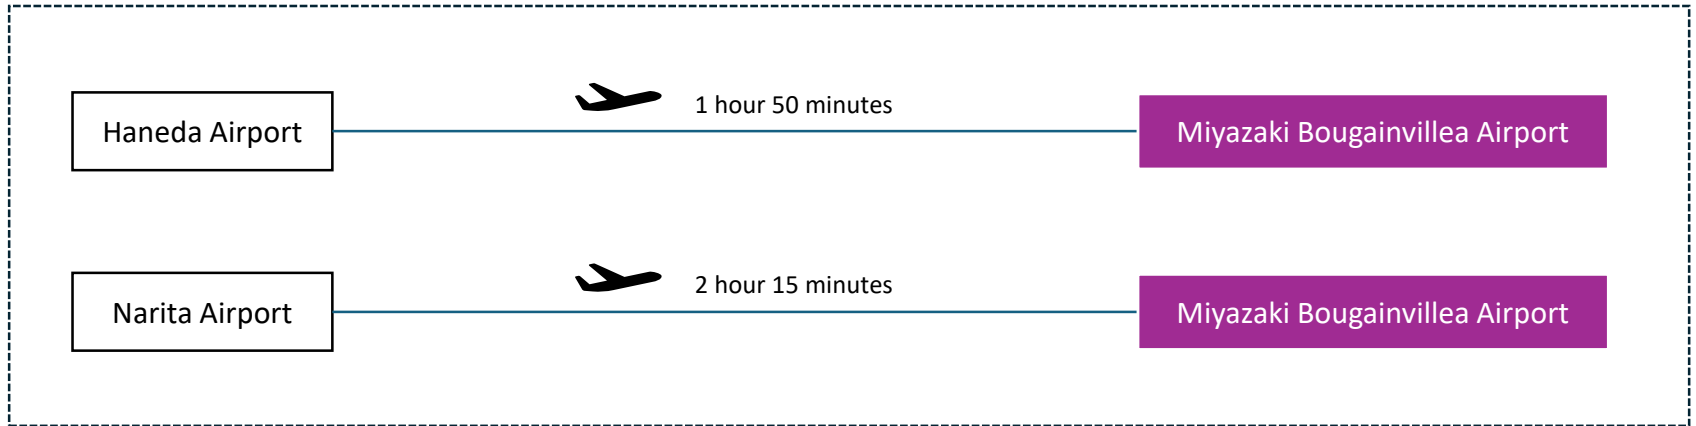 1 hour 50 minutes
Haneda Airport
Miyazaki Bougainvillea Airport
2 hour 15 minutes
Narita Airport
Miyazaki Bougainvillea Airport